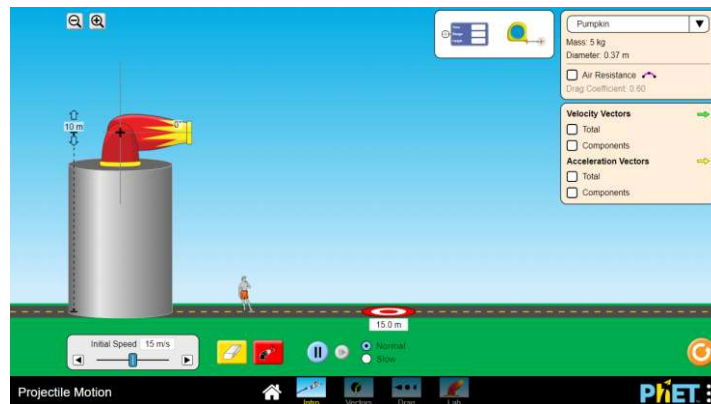 Pumpkin
Mass: 5 kg
Diameter: 0.37 m
Air Resistance
Drag Coefficient: 0.60
Velocity Vectors
Total
Components
Acceleration Vectors
Total
Components
10 m
0°
15.0 m
Initial Speed 15 m/s
Normal
Slow
Projectile Motion
Intro
Vectors
Drag
Lab
PhET